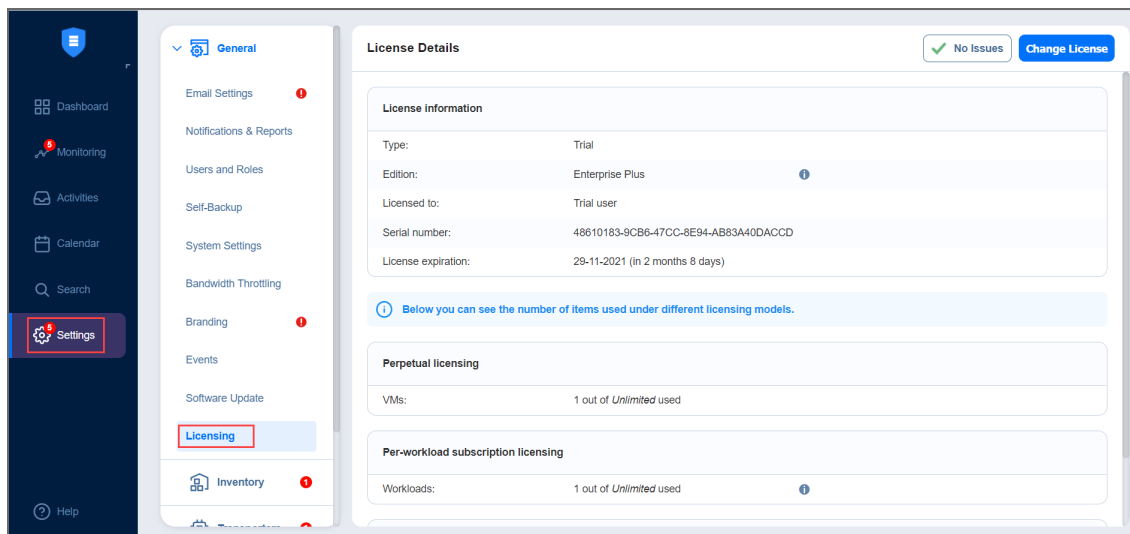 Dashboard
5
Monitoring
Activities
Calendar
Search
5
Settings
Help
General
Email Settings !
Notifications & Reports
Users and Roles
Self-Backup
System Settings
Bandwidth Throttling
Branding !
Events
Software Update
Licensing
Inventory 1
License Details
No Issues
Change License
License information
Type: Trial
Edition: Enterprise Plus i
Licensed to: Trial user
Serial number: 48610183-9CB6-47CC-8E94-AB83A40DACCD
License expiration: 29-11-2021 (in 2 months 8 days)
i Below you can see the number of items used under different licensing models.
Perpetual licensing
VMs: 1 out of Unlimited used
Per-workload subscription licensing
Workloads: 1 out of Unlimited used i